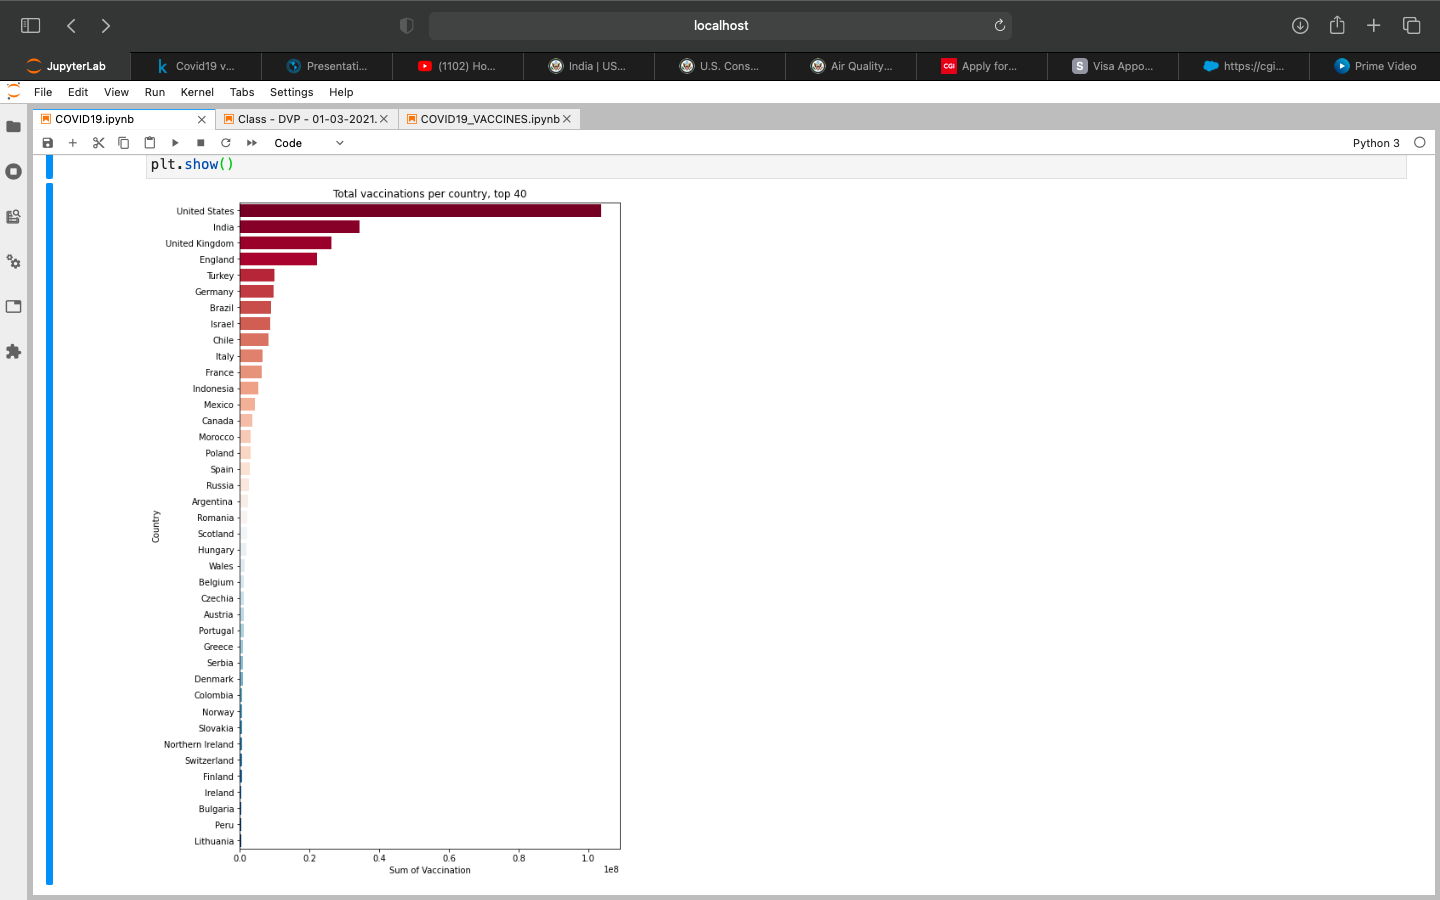 localhost
JupyterLab
Covid19 v...
Presentati...
(1102) Ho...
India | US...
U.S. Cons...
Air Quality...
CGI
Apply for...
S
Visa Appo...
https://cgi...
Prime Video
File Edit View Run Kernel Tabs Settings Help
COVID19.ipynb
Class - DVP - 01-03-2021.
COVID19_VACCINES.ipynb
Code
Python 3
plt.show()
Total vaccinations per country, top 40
United States
India
United Kingdom
England
Turkey
Germany
Brazil
Israel
Chile
Italy
France
Indonesia
Mexico
Canada
Morocco
Poland
Spain
Russia
Argentina
Romania
Scotland
Hungary
Wales
Belgium
Czechia
Austria
Portugal
Greece
Serbia
Denmark
Colombia
Norway
Slovakia
Northern Ireland
Switzerland
Finland
Ireland
Bulgaria
Peru
Lithuania
Country
0.0 0.2 0.4 0.6 0.8 1.0
Sum of Vaccination
1e8